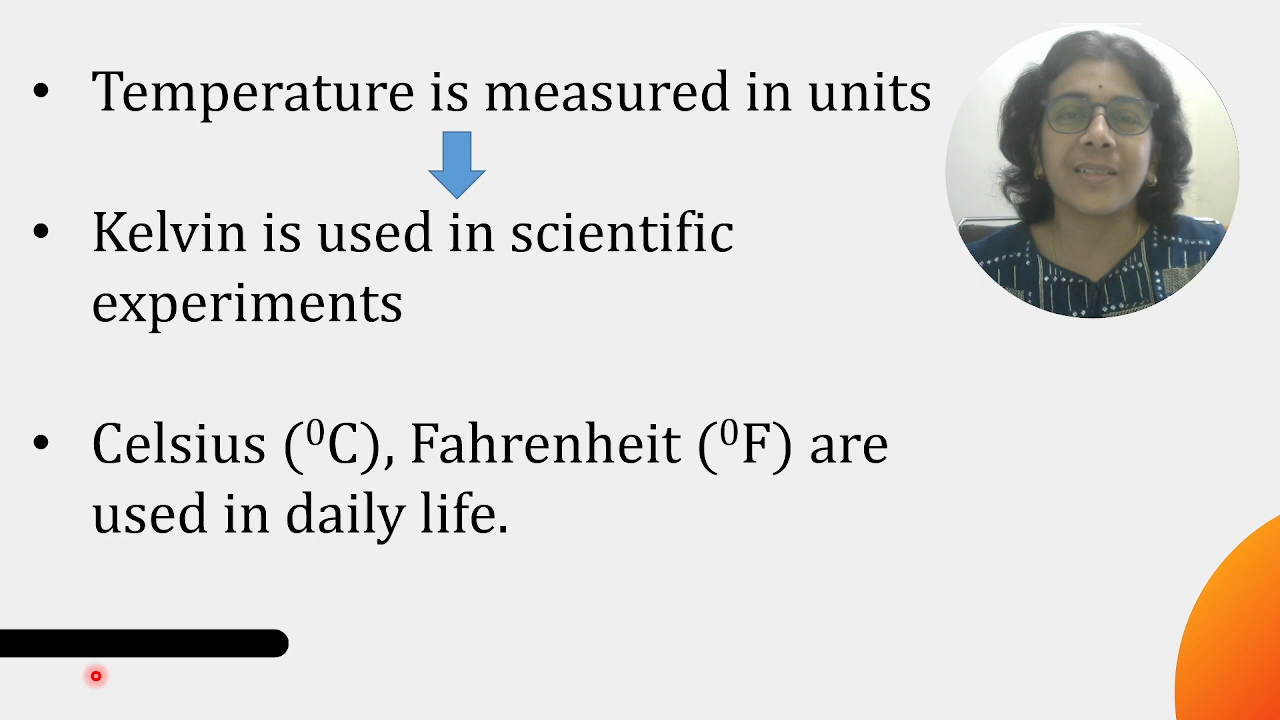 • Temperature is measured in units
• Kelvin is used in scientific
experiments
• Celsius (⁰C), Fahrenheit (⁰F) are
used in daily life.